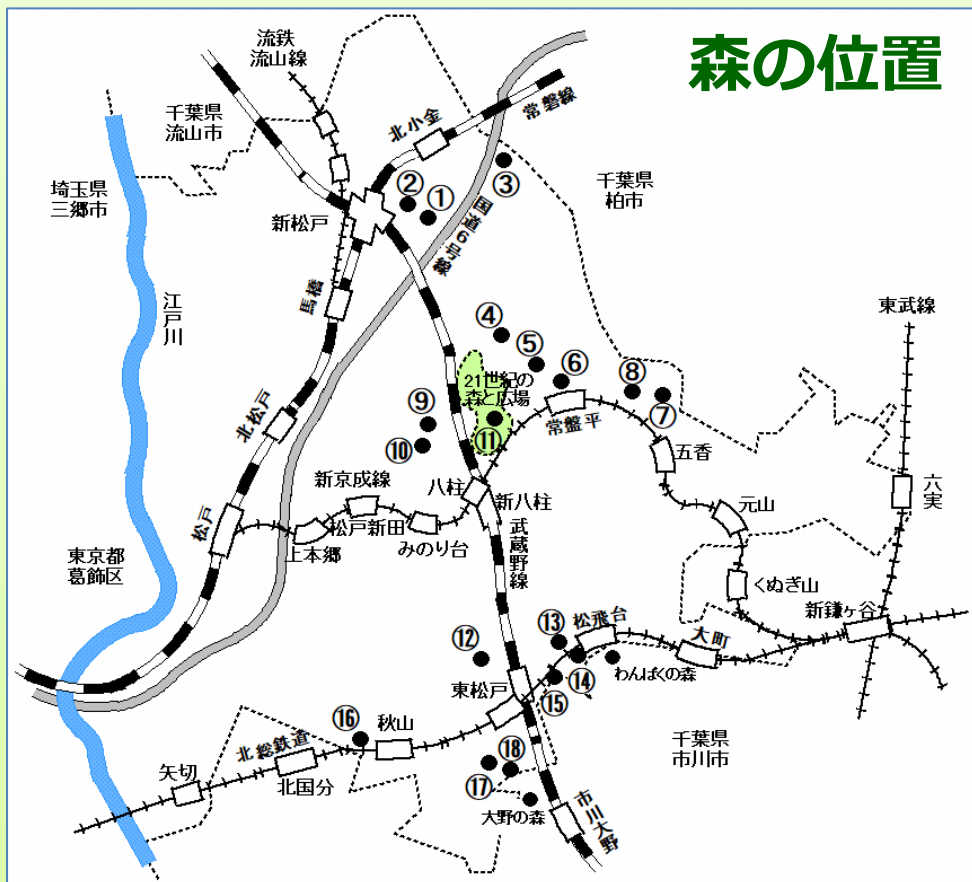 森の位置
流鉄
流山線
千葉県
流山市
北小金
常磐線
埼玉県
三郷市
②
①
③
千葉県
柏市
新松戸
国道6号線
馬橋
江戸川
東武線
④
⑤
⑥
⑧
⑦
21世紀の
森と広場
⑪
常盤平
五香
⑨
⑩
北松戸
新京成線
八柱
新八柱
六実
元山
松戸
上本郷
松戸新田
みのり台
武蔵野線
東京都
葛飾区
くぬぎ山
新鎌ヶ谷
⑫
⑬
松飛台
大町
⑭
わんぱくの森
東松戸
⑮
⑯
秋山
千葉県
市川市
北総鉄道
矢切
北国分
⑱
⑰
大野の森
市川大野